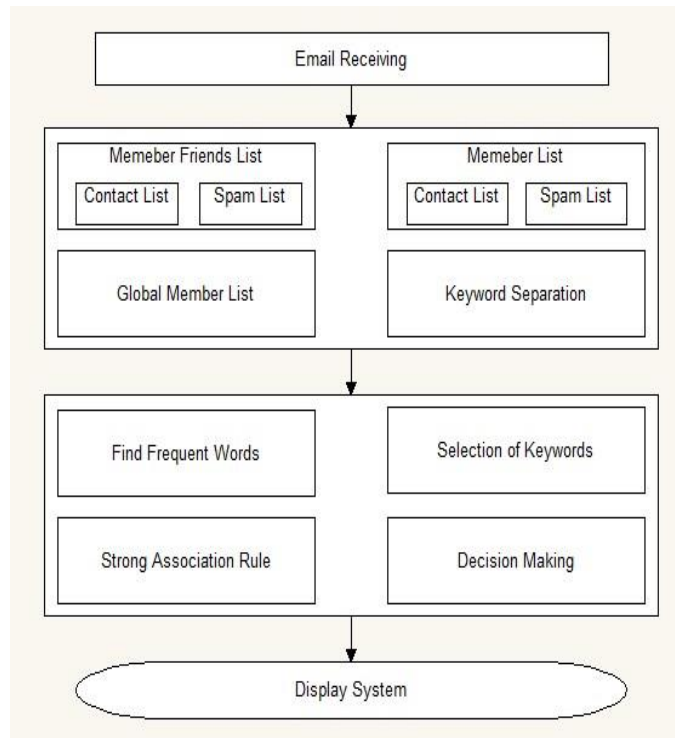 Email Receiving
Memeber Friends List
Contact List
Spam List
Memeber List
Contact List
Spam List
Global Member List
Keyword Separation
Find Frequent Words
Selection of Keywords
Strong Association Rule
Decision Making
Display System